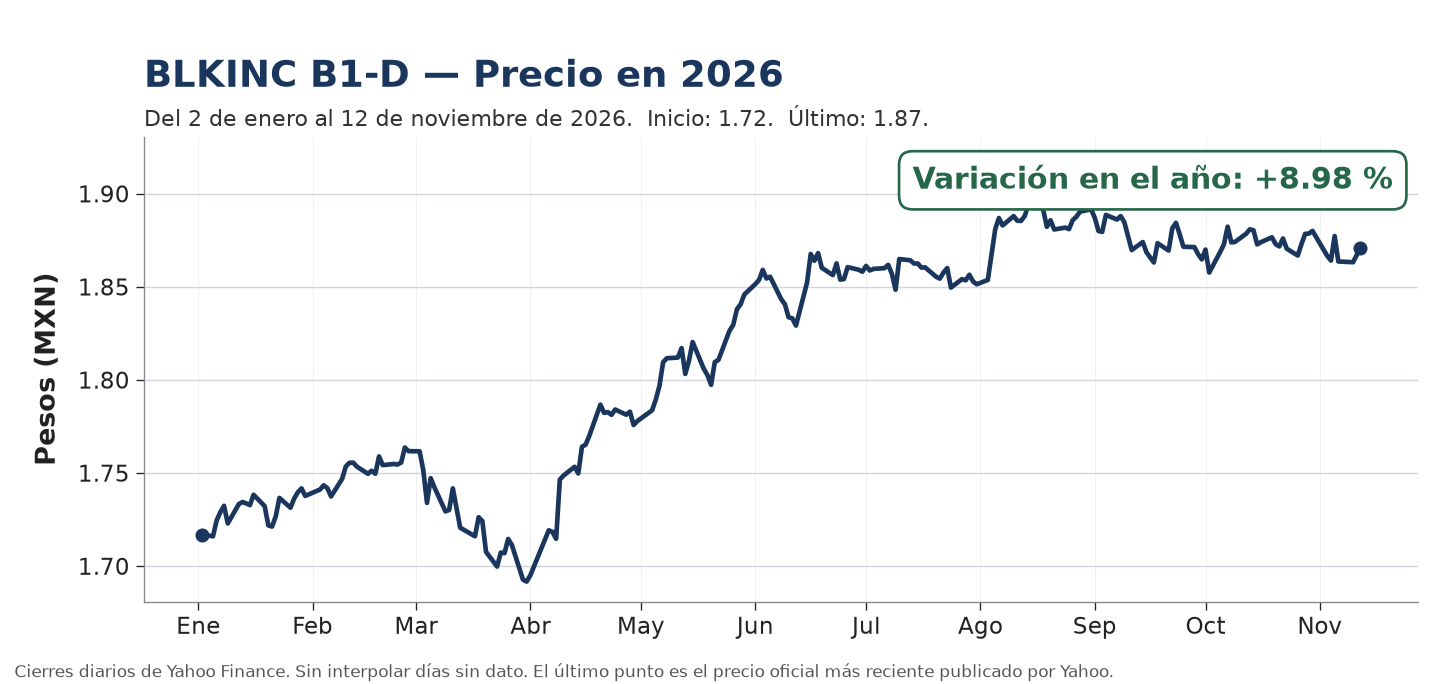 BLKINC B1-D — Precio en 2026
Del 2 de enero al 12 de noviembre de 2026.  Inicio: 1.72.  Último: 1.87.
Variación en el año: +8.98 %
Pesos (MXN)
1.90
1.85
1.80
1.75
1.70
Ene Feb Mar Abr May Jun Jul Ago Sep Oct Nov
Cierres diarios de Yahoo Finance. Sin interpolar días sin dato. El último punto es el precio oficial más reciente publicado por Yahoo.